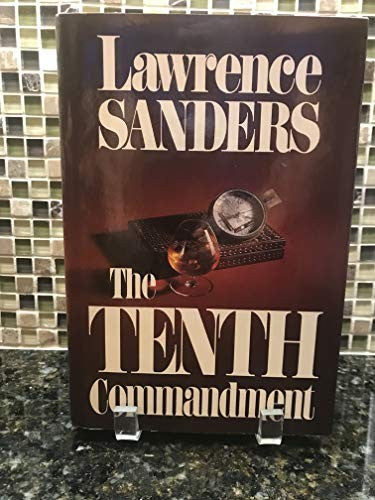 Lawrence
SANDERS
The
TENTH
Commandment